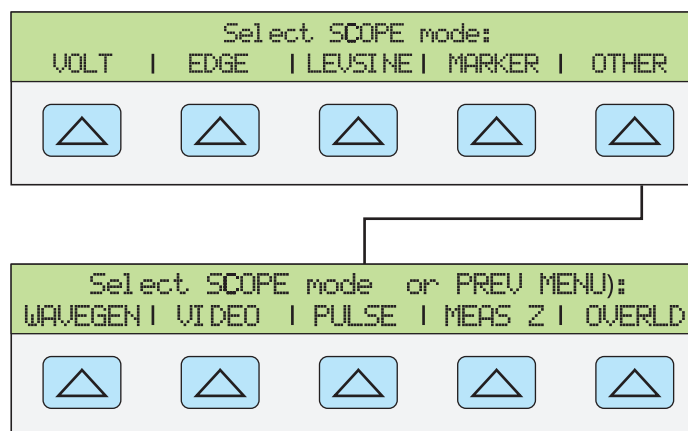 Select SCOPE mode:
VOLT | EDGE | LEVSINE | MARKER | OTHER
Select SCOPE mode or PREV MENU):
WAVEGEN | VIDEO | PULSE | MEAS Z | OVERLD